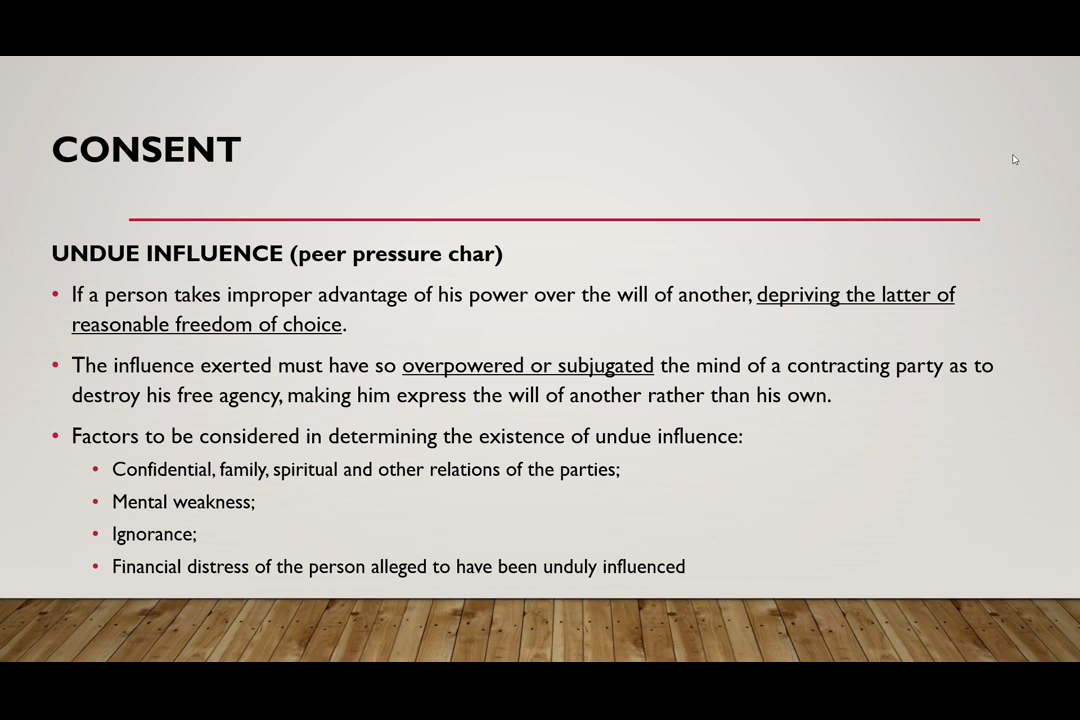 CONSENT
UNDUE INFLUENCE (peer pressure char)
• If a person takes improper advantage of his power over the will of another, depriving the latter of
reasonable freedom of choice.
• The influence exerted must have so overpowered or subjugated the mind of a contracting party as to
destroy his free agency, making him express the will of another rather than his own.
• Factors to be considered in determining the existence of undue influence:
• Confidential, family, spiritual and other relations of the parties;
• Mental weakness;
• Ignorance;
• Financial distress of the person alleged to have been unduly influenced